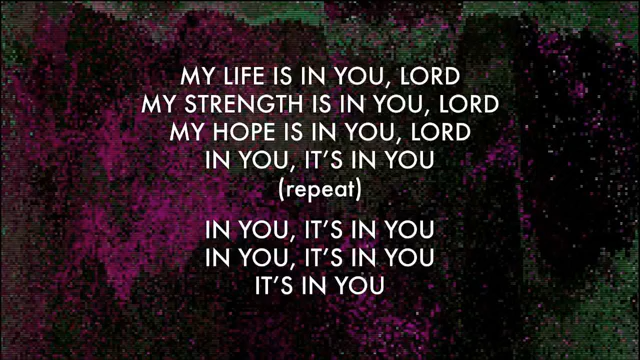 MY LIFE IS IN YOU, LORD
MY STRENGTH IS IN YOU, LORD
MY HOPE IS IN YOU, LORD
IN YOU, IT'S IN YOU
(repeat)
IN YOU, IT'S IN YOU
IN YOU, IT'S IN YOU
IT'S IN YOU